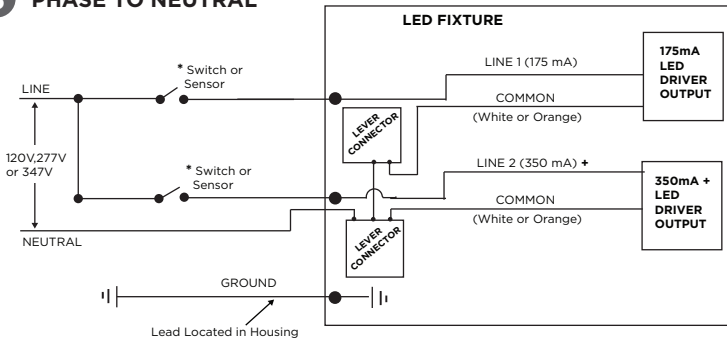 PHASE TO NEUTRAL
LED FIXTURE
LINE
* Switch or
Sensor
LINE 1 (175 mA)
COMMON
(White or Orange)
175mA
LED
DRIVER
OUTPUT
LEVER
CONNECTOR
120V,277V
or 347V
* Switch or
Sensor
LINE 2 (350 mA) +
COMMON
(White or Orange)
350mA +
LED
DRIVER
OUTPUT
NEUTRAL
LEVER
CONNECTOR
GROUND
Lead Located in Housing